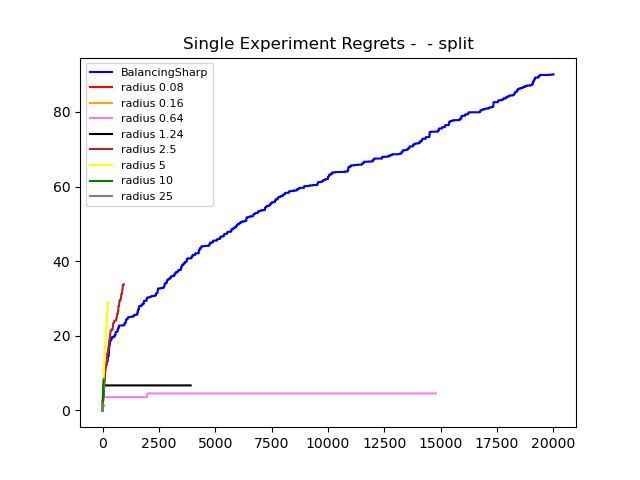 Single Experiment Regrets -  - split
BalancingSharp
radius 0.08
radius 0.16
radius 0.64
radius 1.24
radius 2.5
radius 5
radius 10
radius 25
80
60
40
20
0
0 2500 5000 7500 10000 12500 15000 17500 20000